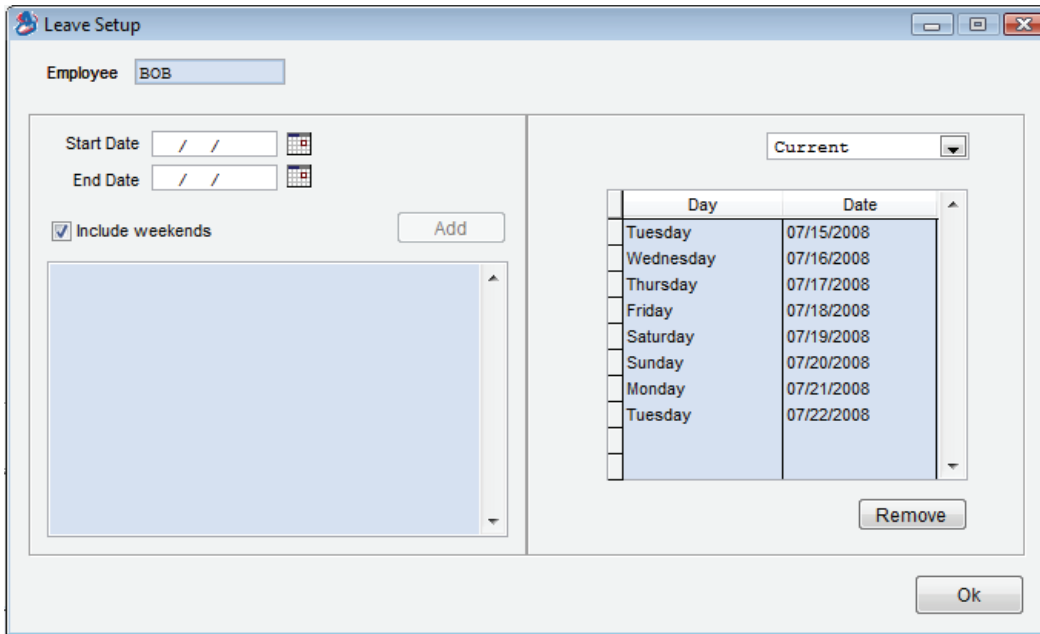 Leave Setup
Employee BOB
Start Date / /
End Date / /
Include weekends
Add
Current
Day Date
Tuesday 07/15/2008
Wednesday 07/16/2008
Thursday 07/17/2008
Friday 07/18/2008
Saturday 07/19/2008
Sunday 07/20/2008
Monday 07/21/2008
Tuesday 07/22/2008
Remove
Ok